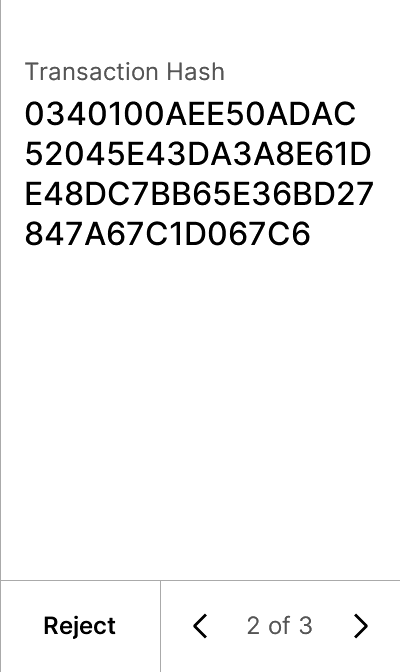 Transaction Hash
0340100AEE50ADAC
52045E43DA3A8E61D
E48DC7BB65E36BD27
847A67C1D067C6
Reject
2 of 3